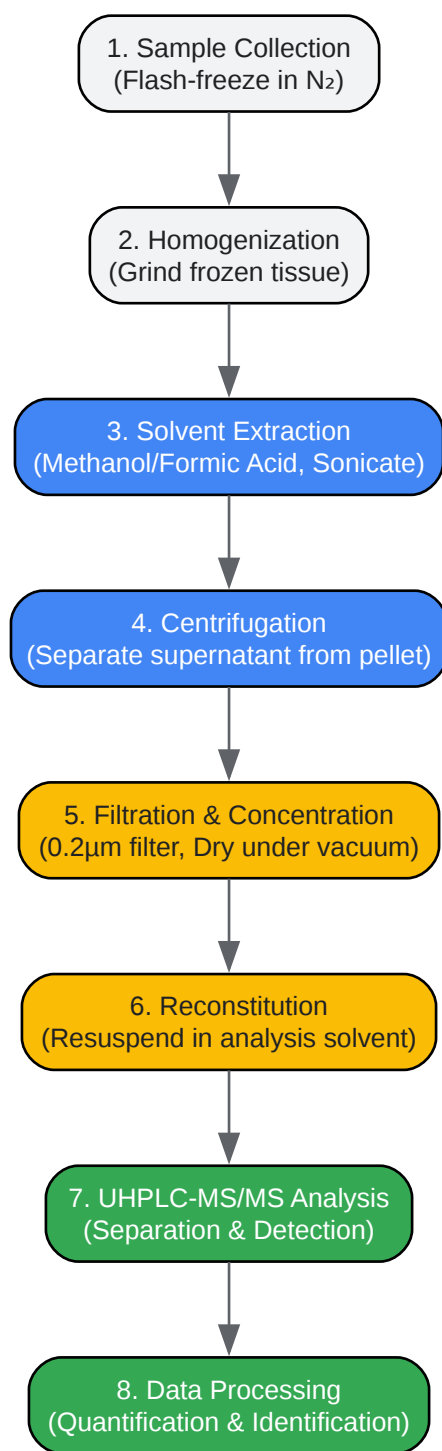 1. Sample Collection
(Flash-freeze in N₂)
2. Homogenization
(Grind frozen tissue)
3. Solvent Extraction
(Methanol/Formic Acid, Sonicate)
4. Centrifugation
(Separate supernatant from pellet)
5. Filtration & Concentration
(0.2µm filter, Dry under vacuum)
6. Reconstitution
(Resuspend in analysis solvent)
7. UHPLC-MS/MS Analysis
(Separation & Detection)
8. Data Processing
(Quantification & Identification)